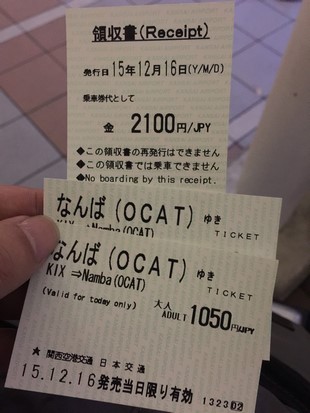 領収書(Receipt)
発行日 15年12月16日(Y/M/D)
乗車券代として
金 2100円/JPY
◆この領収書の再発行はできません
◆この領収書では乗車できません
◆No boarding by this receipt.
なんば(OCAT) ゆき
KIX ⇒Namba(OCAT)
TICKET
なんば(OCAT) ゆき
KIX ⇒Namba(OCAT)
TICKET
(Valid for today only)
大人
ADULT 1050円/JPY
★ 関西空港交通 日本交通
15.12.16発売当日限り有効 132302